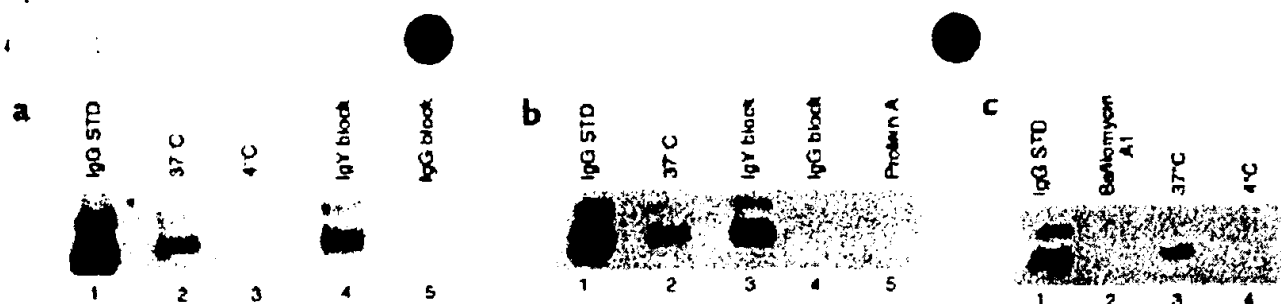 a
IgG STD
37°C
4°C
IgY block
IgG block
1 2 3 4 5
b
IgG STD
37°C
IgY block
IgG block
Protein A
1 2 3 4 5
c
IgG STD
Bafilomycin A1
37°C
4°C
1 2 3 4